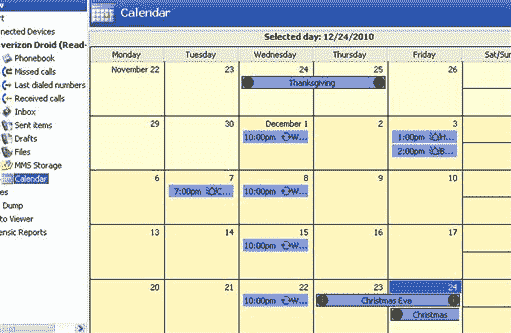 Calendar
rt
nnected Devices
verizon Droid (Read-
Phonebook
Missed calls
Last dialed numbers
Received calls
Inbox
Sent items
Drafts
Files
MMS Storage
Calendar
es
Dump
to Viewer
ensic Reports
Selected day: 12/24/2010
Monday Tuesday Wednesday Thursday Friday Sat/Su
November 22 23 24 25 26
Thanksgiving
29 30 December 1 2 3
10:00pm W... 1:00pm H...
2:00pm B...
6 7 8 9 10
7:00pm C... 10:00pm W...
13 14 15 16 17
10:00pm W...
20 21 22 23 24
10:00pm W... Christmas Eve
Christmas